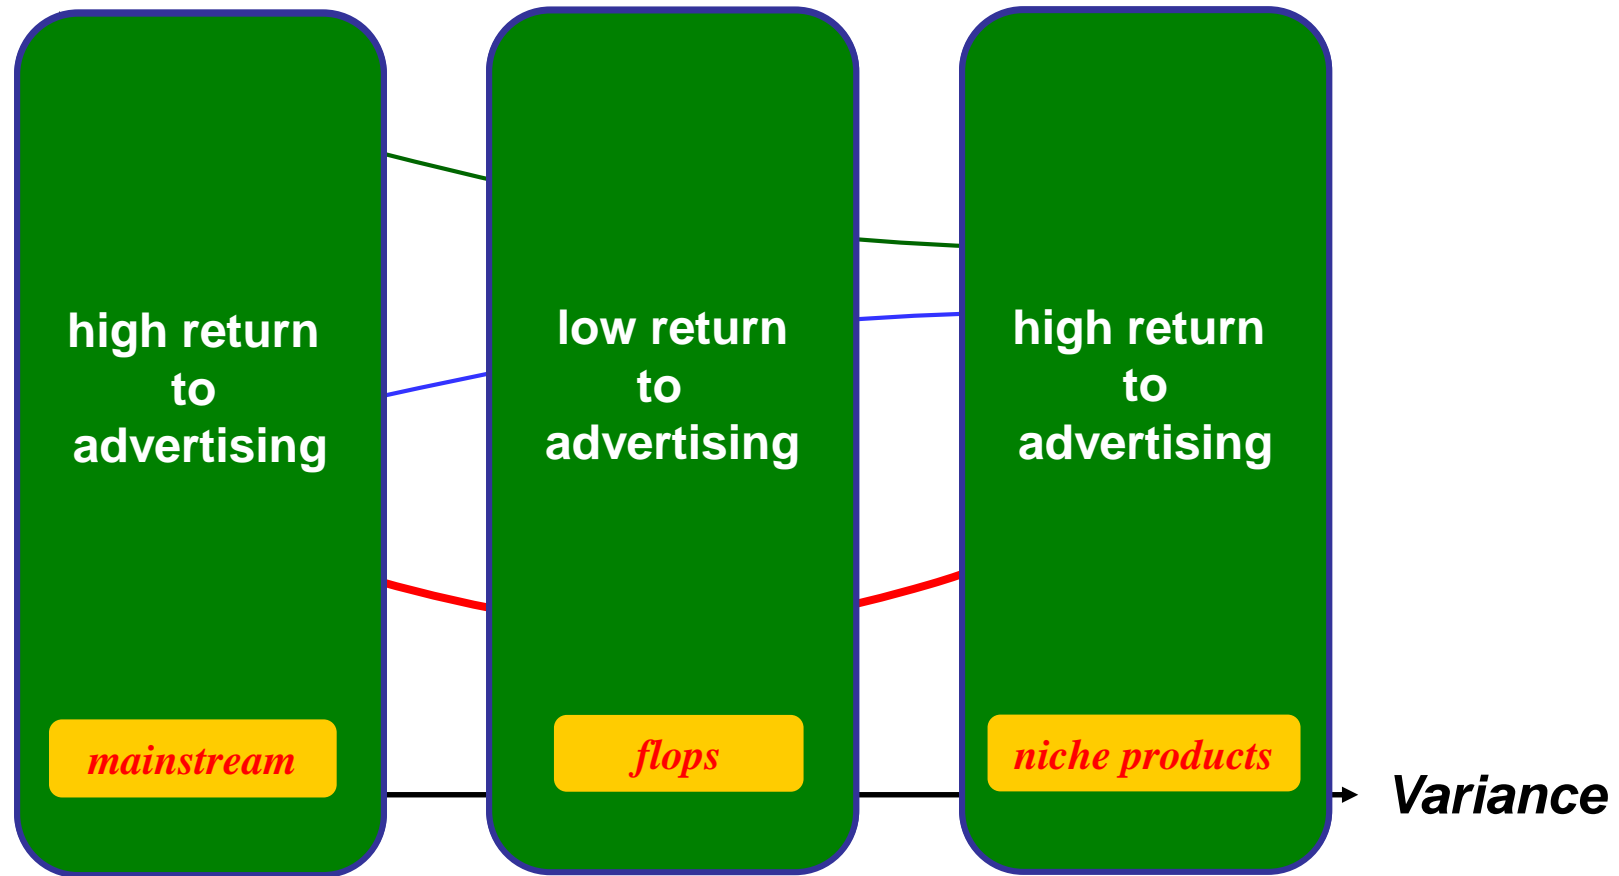 high return
to
advertising
mainstream
low return
to
advertising
flops
high return
to
advertising
niche products
Variance